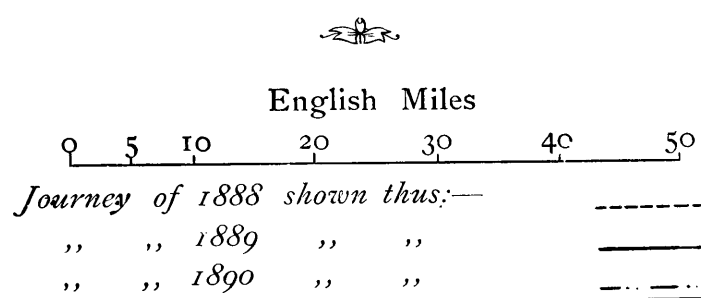 English Miles
0 5 10 20 30 40 50
Journey of 1888 shown thus:—
,, ,, 1889 ,, ,,
,, ,, 1890 ,, ,,